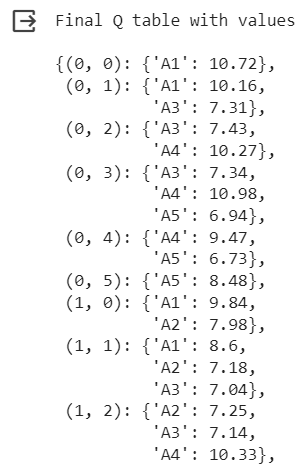 Final Q table with values
{(0, 0): {'A1': 10.72},
(0, 1): {'A1': 10.16,
'A3': 7.31},
(0, 2): {'A3': 7.43,
'A4': 10.27},
(0, 3): {'A3': 7.34,
'A4': 10.98,
'A5': 6.94},
(0, 4): {'A4': 9.47,
'A5': 6.73},
(0, 5): {'A5': 8.48},
(1, 0): {'A1': 9.84,
'A2': 7.98},
(1, 1): {'A1': 8.6,
'A2': 7.18,
'A3': 7.04},
(1, 2): {'A2': 7.25,
'A3': 7.14,
'A4': 10.33},